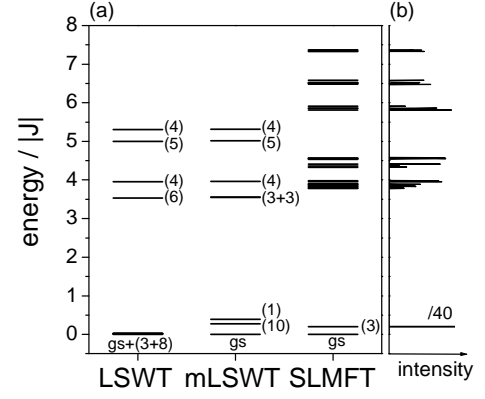 (a)
(b)
8
7
6
5
4
3
2
1
0
energy / |J|
(4)
(5)
(4)
(6)
gs+(3+8)
(4)
(5)
(4)
(3+3)
(1)
(10)
gs
(3)
gs
/40
LSWT mLSWT SLMFT
intensity